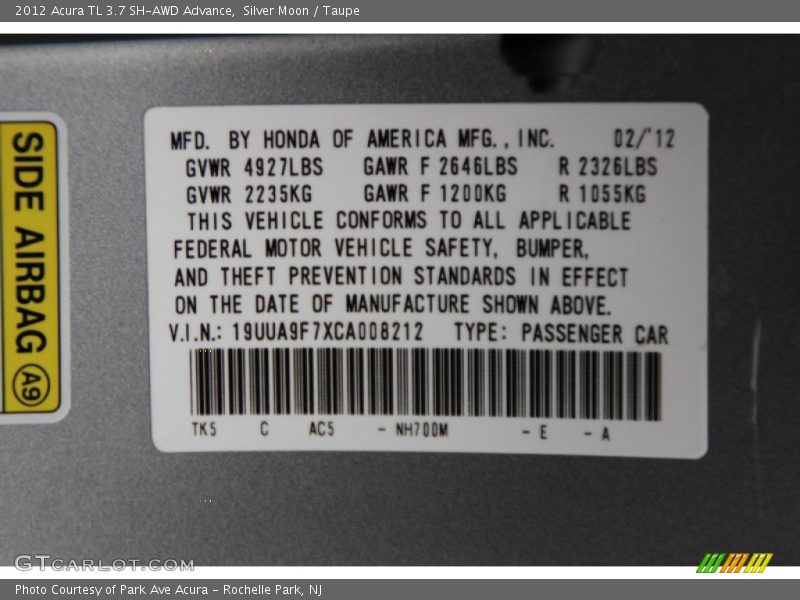 2012 Acura TL 3.7 SH-AWD Advance, Silver Moon / Taupe
SIDE AIRBAG A9
MFD. BY HONDA OF AMERICA MFG., INC. 02/'12
GVWR 4927LBS GAWR F 2646LBS R 2326LBS
GVWR 2235KG GAWR F 1200KG R 1055KG
THIS VEHICLE CONFORMS TO ALL APPLICABLE
FEDERAL MOTOR VEHICLE SAFETY, BUMPER,
AND THEFT PREVENTION STANDARDS IN EFFECT
ON THE DATE OF MANUFACTURE SHOWN ABOVE.
V.I.N.: 19UUA9F7XCA008212 TYPE: PASSENGER CAR
TK5 C AC5 - NH700M - E - A
GTCARLOT.COM
Photo Courtesy of Park Ave Acura - Rochelle Park, NJ